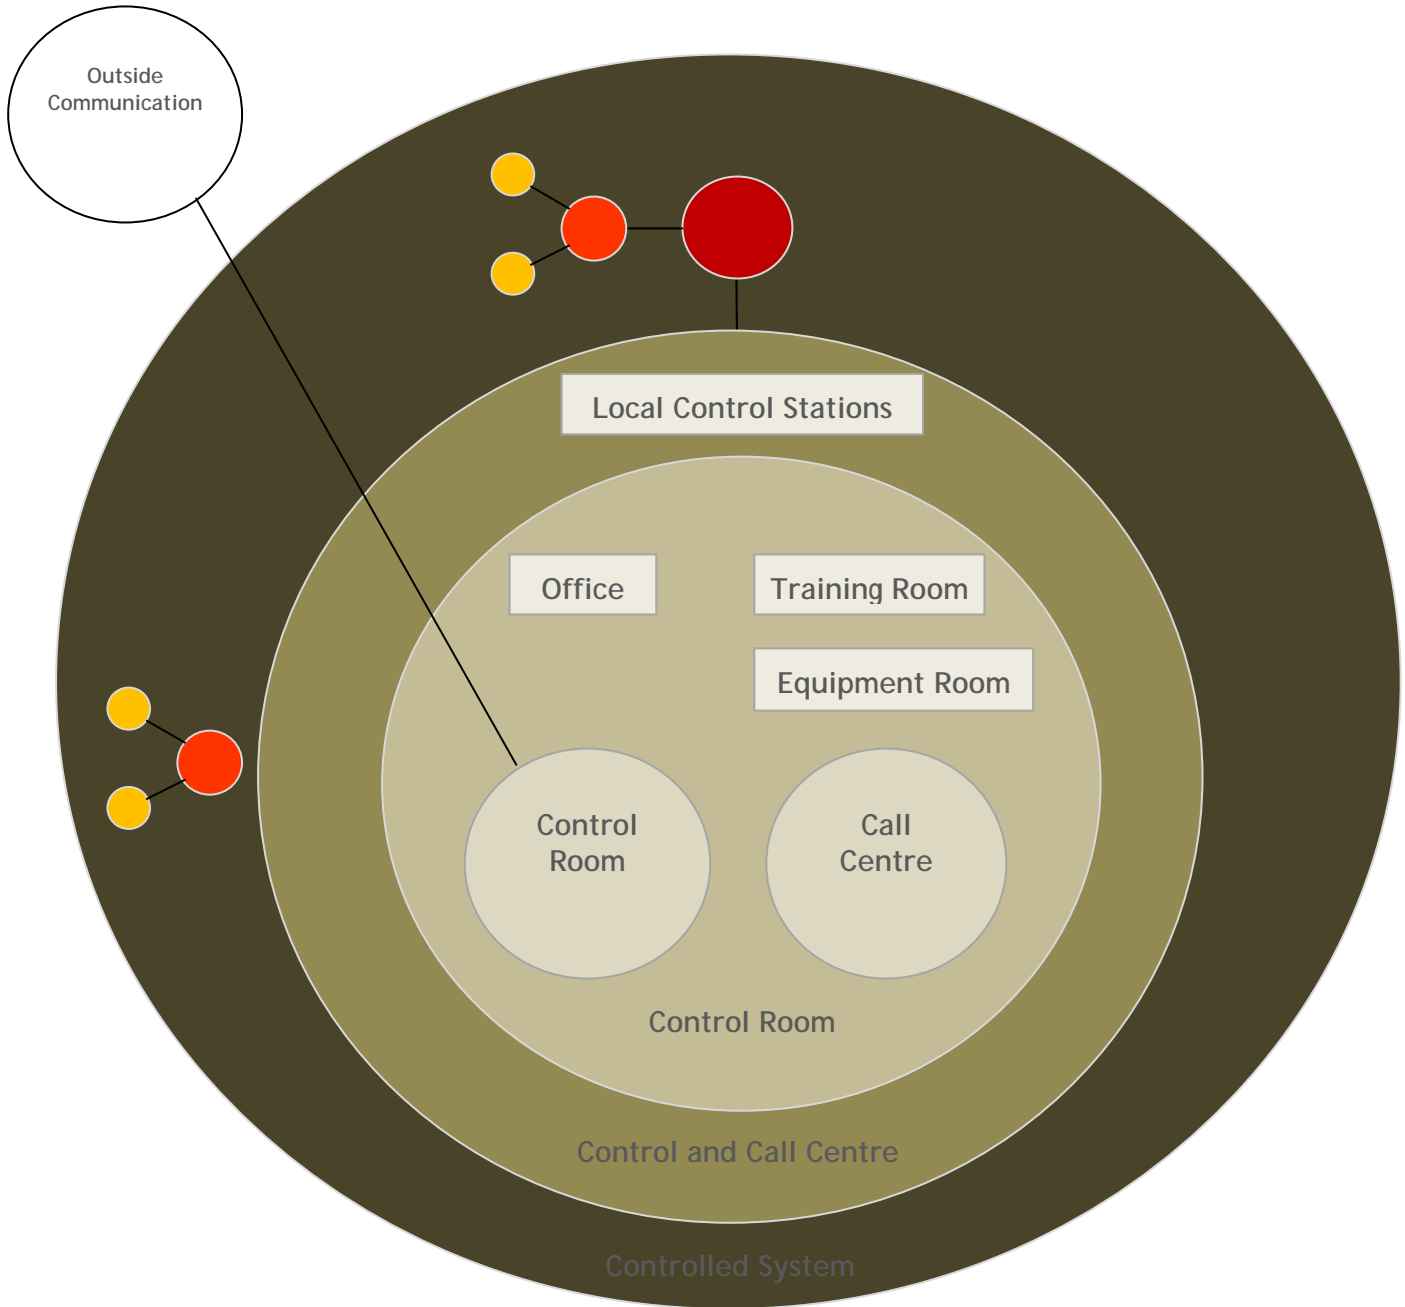 Outside
Communication
Local Control Stations
Office
Training Room
Equipment Room
Control
Room
Call
Centre
Control Room
Control and Call Centre
Controlled System